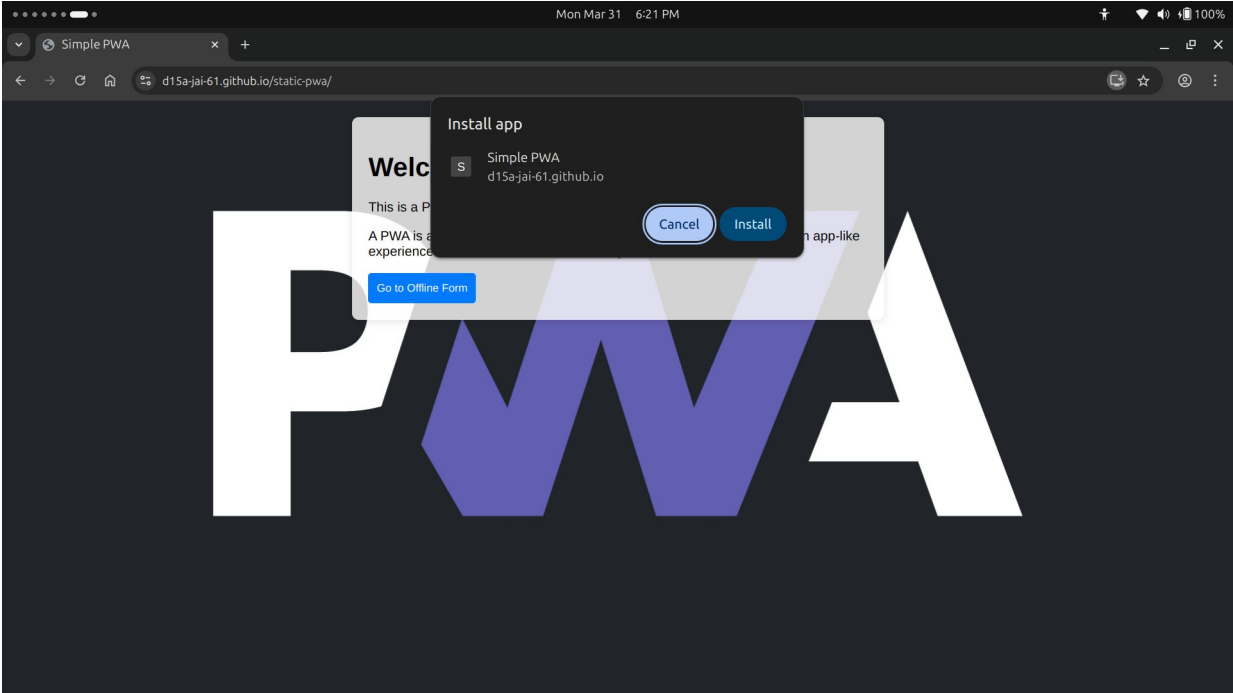 Mon Mar 31 6:21 PM
100%
Simple PWA
d15a-jai-61.github.io/static-pwa/
Install app
S
Simple PWA
d15a-jai-61.github.io
Cancel Install
Welc
This is a P
A PWA is a n app-like
experience
Go to Offline Form
PWA